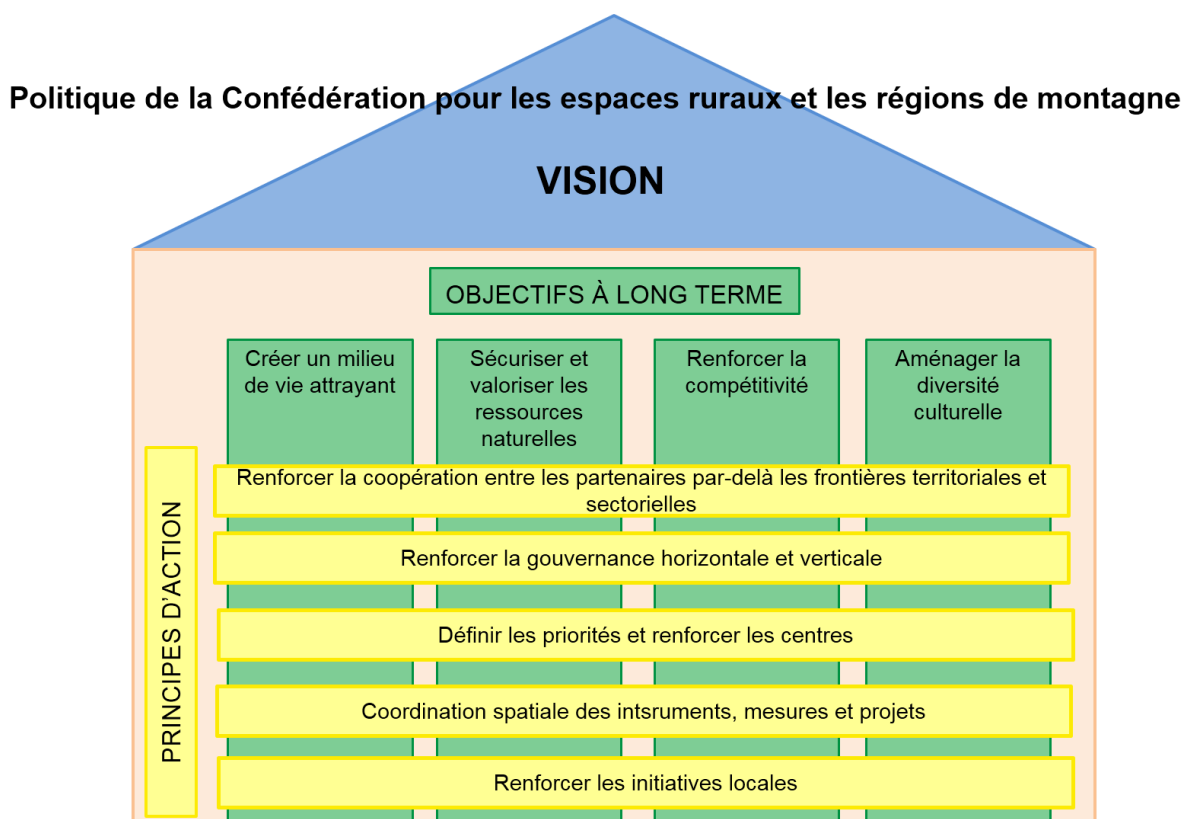 Politique de la Confédération pour les espaces ruraux et les régions de montagne
VISION
OBJECTIFS À LONG TERME
Créer un milieu
de vie attrayant
Sécuriser et
valoriser les
ressources
naturelles
Renforcer la
compétitivité
Aménager la
diversité
culturelle
PRINCIPES D'ACTION
Renforcer la coopération entre les partenaires par-delà les frontières territoriales et
sectorielles
Renforcer la gouvernance horizontale et verticale
Définir les priorités et renforcer les centres
Coordination spatiale des intsruments, mesures et projets
Renforcer les initiatives locales